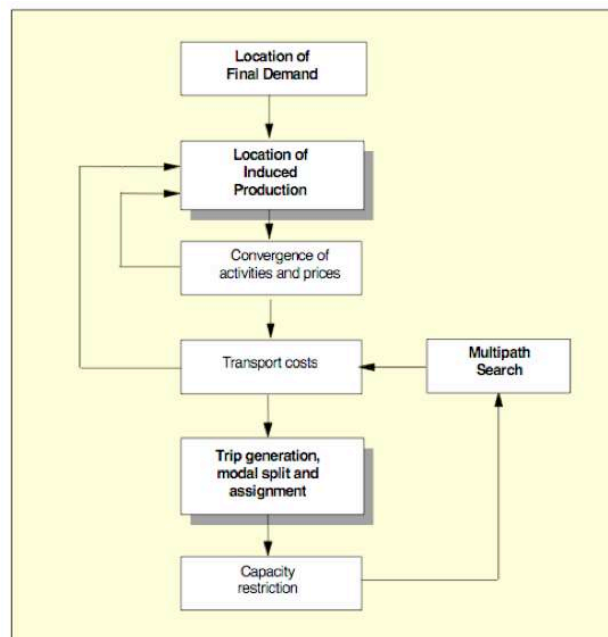 Location of
Final Demand
Location of
Induced
Production
Convergence of
activities and prices
Transport costs
Multipath
Search
Trip generation,
modal split and
assignment
Capacity
restriction